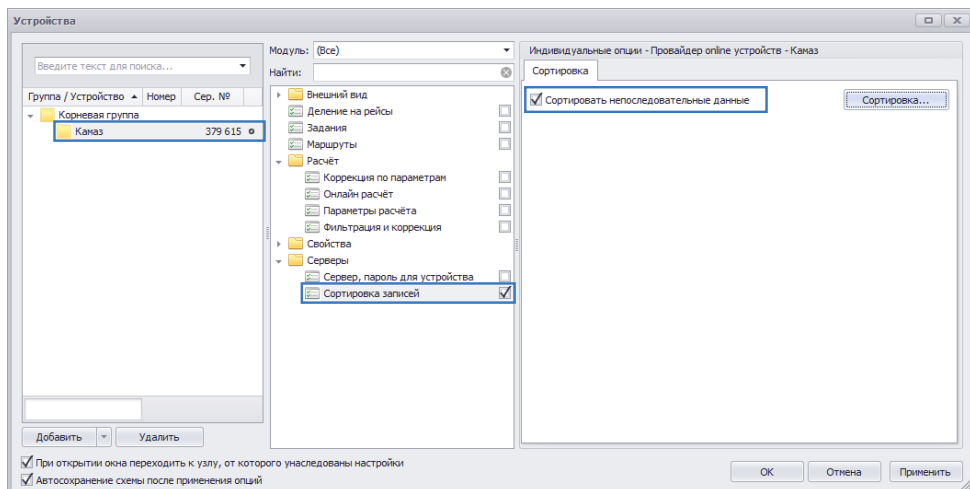 Устройства
Введите текст для поиска...
Группа / Устройство Номер Сер. №
Корневая группа
Камаз 379 615
Добавить Удалить
Модуль: (Все)
Найти:
Внешний вид
Деление на рейсы
Задания
Маршруты
Расчёт
Коррекция по параметрам
Онлайн расчёт
Параметры расчёта
Фильтрация и коррекция
Свойства
Серверы
Сервер, пароль для устройства
Сортировка записей
Индивидуальные опции - Провайдер online устройств - Камаз
Сортировка
Сортировать непоследовательные данные Сортировка...
При открытии окна переходить к узлу, от которого унаследованы настройки
Автосохранение схемы после применения опций
OK Отмена Применить